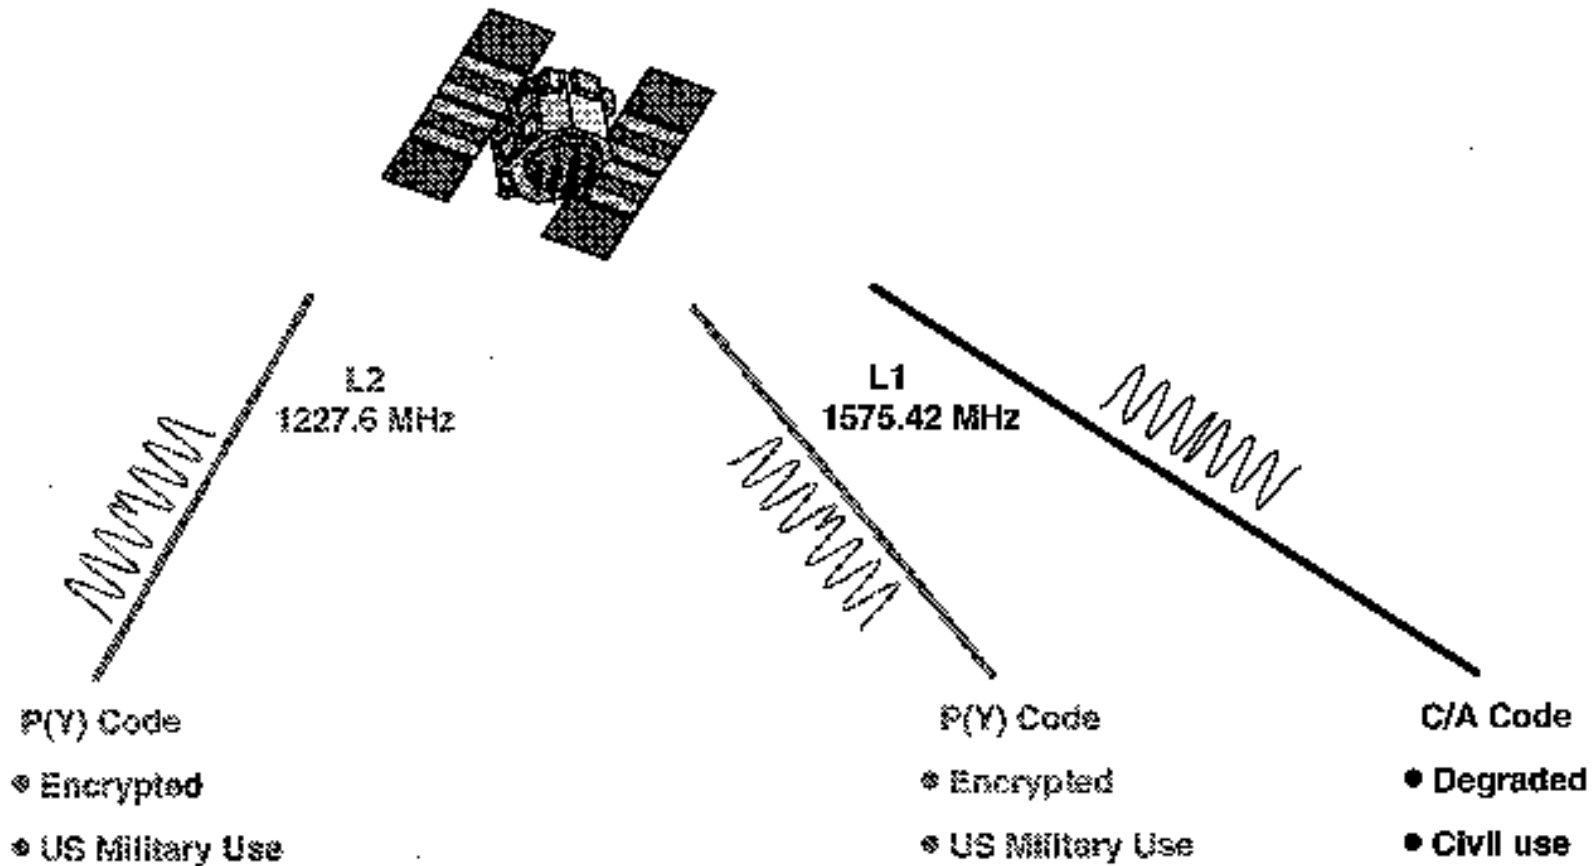 L2
1227.6 MHz
L1
1575.42 MHz
P(Y) Code
• Encrypted
• US Military Use
P(Y) Code
• Encrypted
• US Military Use
C/A Code
• Degraded
• Civil use